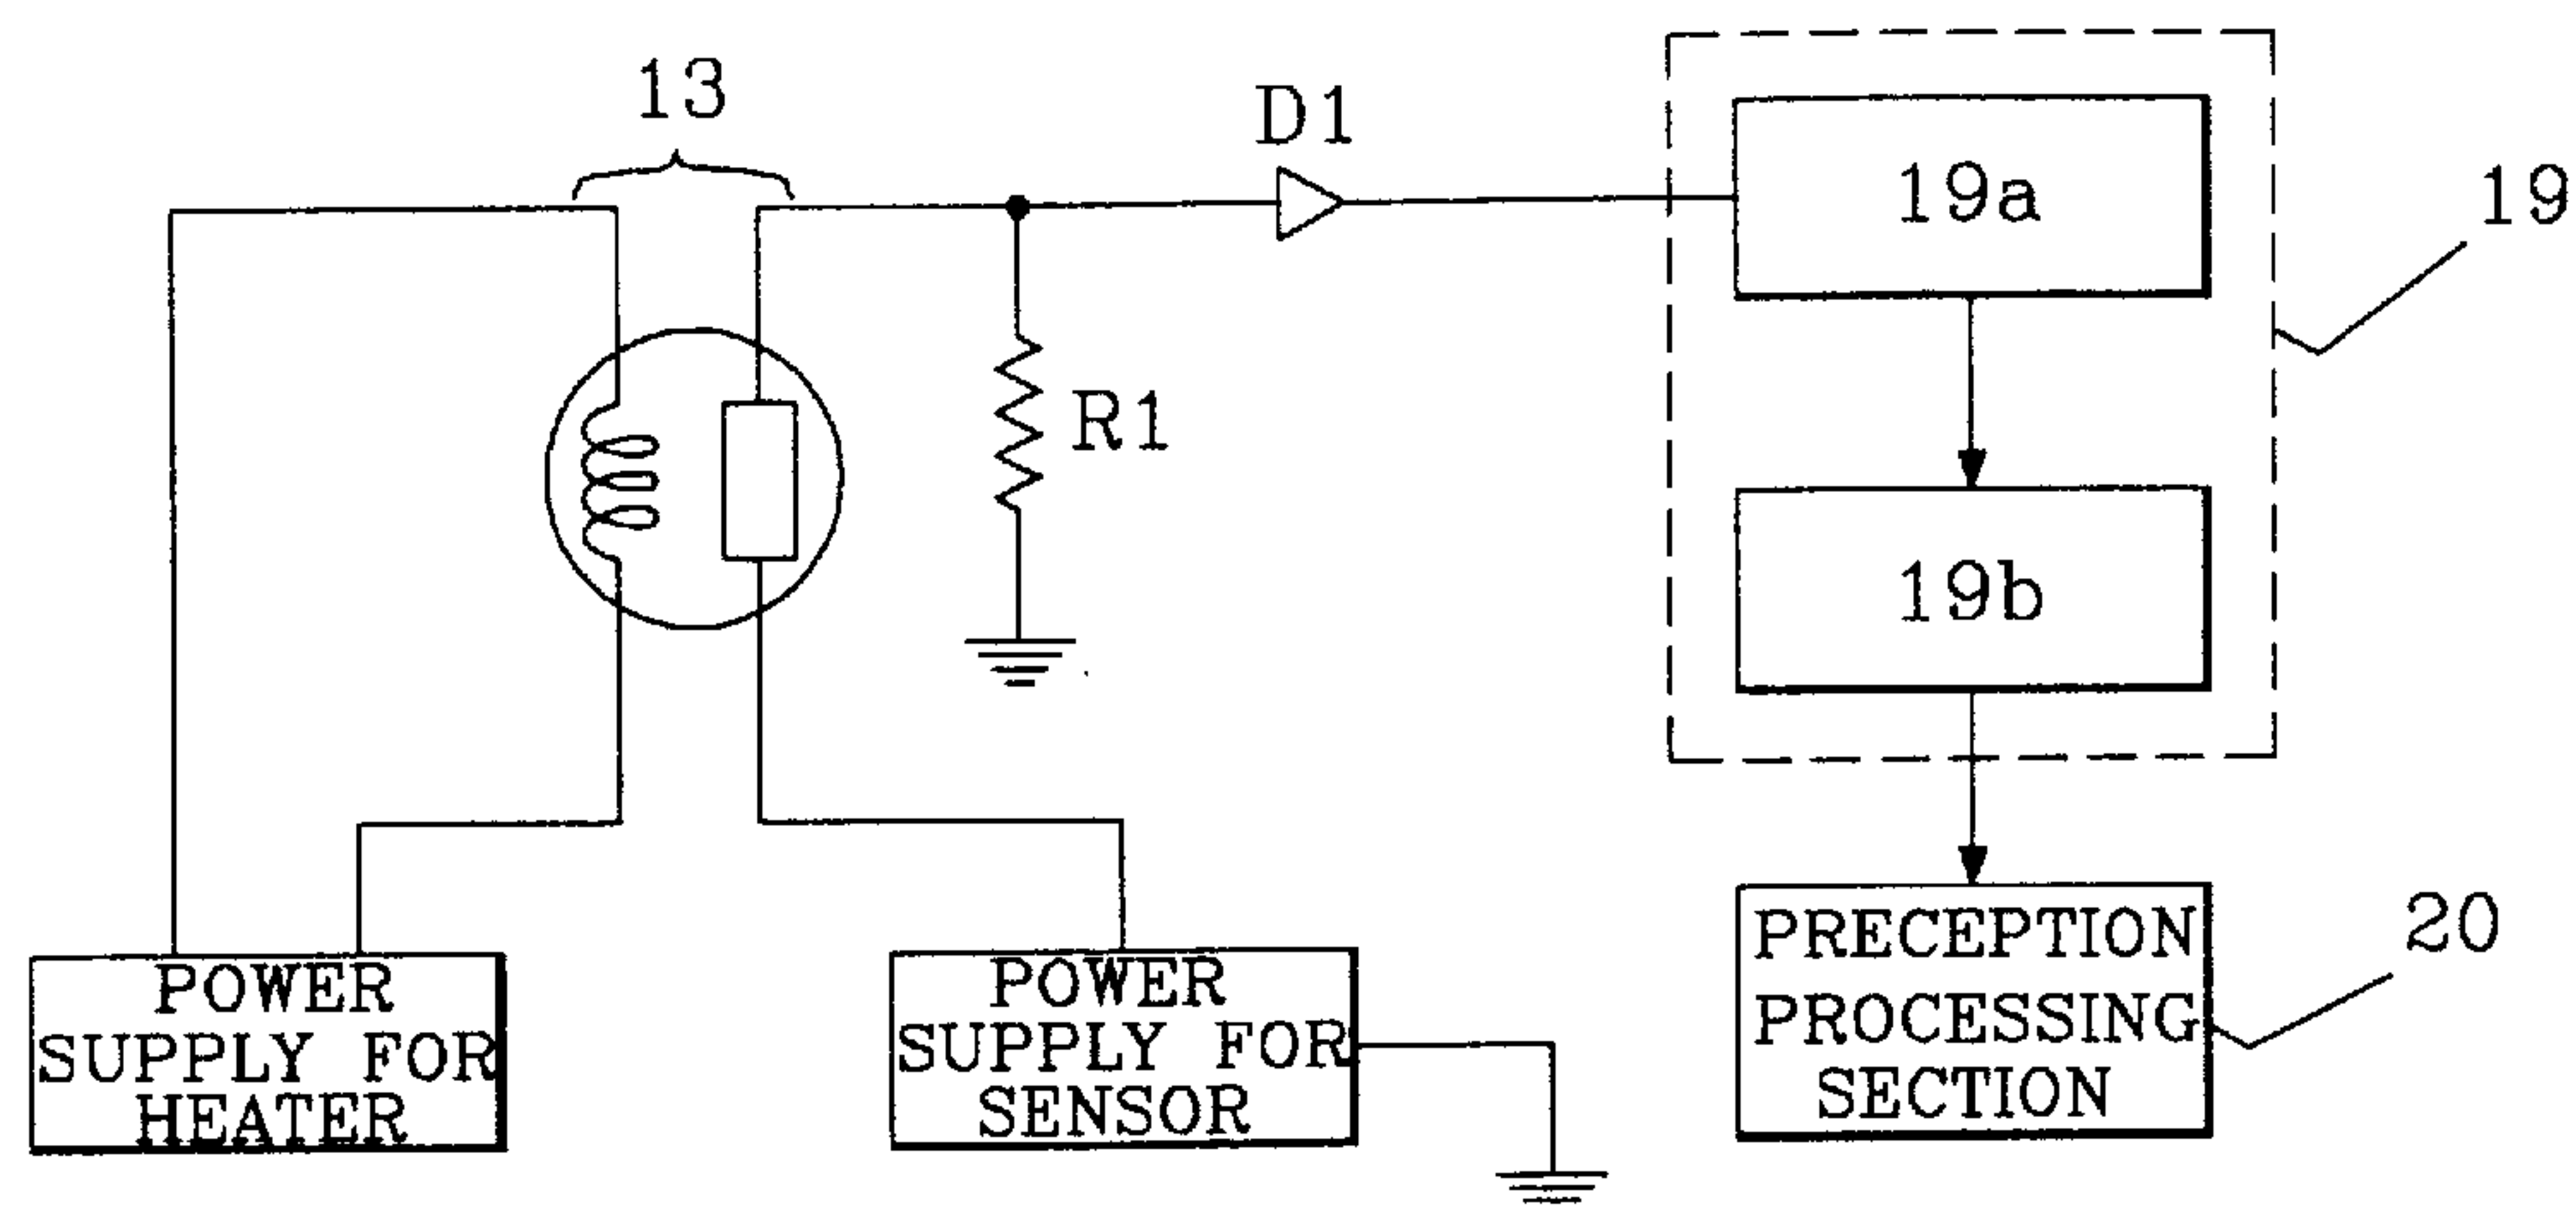 13
D1
19a
19
R1
19b
20
POWER
SUPPLY FOR
HEATER
POWER
SUPPLY FOR
SENSOR
PRECEPTION
PROCESSING
SECTION